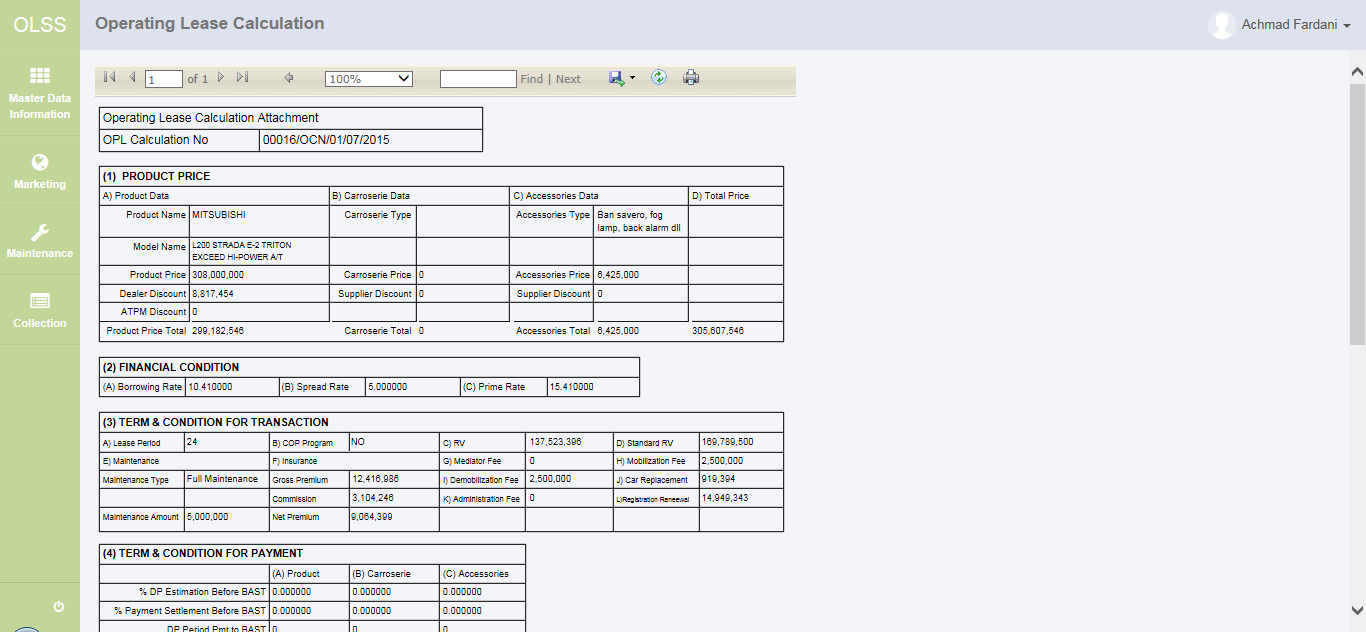 OLSS
Operating Lease Calculation
Achmad Fardani
Master Data
Information
Marketing
Maintenance
Collection
1 of 1 100% Find | Next
Operating Lease Calculation Attachment
OPL Calculation No 00016/OCN/01/07/2015
(1) PRODUCT PRICE
A) Product Data B) Carroserie Data C) Accessories Data D) Total Price
Product Name MITSUBISHI Carroserie Type Accessories Type Ban savero, fog
lamp, back alarm dll
Model Name L200 STRADA E-2 TRITON
EXCEED HI-POWER A/T
Product Price 308,000,000 Carroserie Price 0 Accessories Price 6,425,000
Dealer Discount 8,817,454 Supplier Discount 0 Supplier Discount 0
ATPM Discount 0
Product Price Total 299,182,546 Carroserie Total 0 Accessories Total 6,425,000 305,607,546
(2) FINANCIAL CONDITION
(A) Borrowing Rate 10.410000 (B) Spread Rate 5.000000 (C) Prime Rate 15.410000
(3) TERM & CONDITION FOR TRANSACTION
A) Lease Period 24 B) COP Program NO C) RV 137,523,396 D) Standard RV 169,789,500
E) Maintenance F) Insurance G) Mediator Fee 0 H) Mobilization Fee 2,500,000
Maintenance Type Full Maintenance Gross Premium 12,416,986 I) Demobilization Fee 2,500,000 J) Car Replacement 919,394
Commission 3,104,246 K) Administration Fee 0 L)Registration Reneewal 14,949,343
Maintenance Amount 5,000,000 Net Premium 9,064,399
(4) TERM & CONDITION FOR PAYMENT
(A) Product (B) Carroserie (C) Accessories
% DP Estimation Before BAST 0.000000 0.000000 0.000000
% Payment Settlement Before BAST 0.000000 0.000000 0.000000
DP Period Pmt to BAST 0 0 0